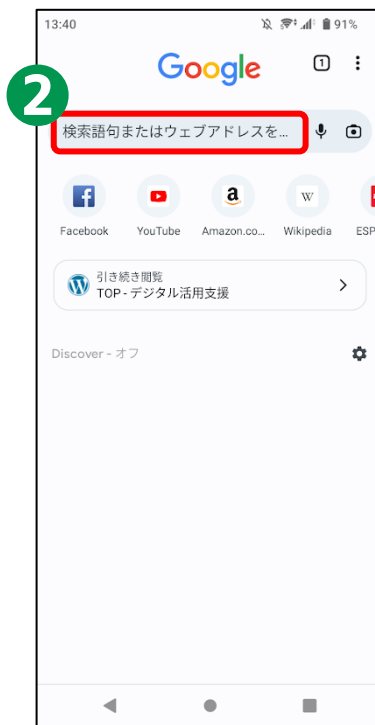 13:40 91%
Google
1
2
検索語句またはウェブアドレスを...
Facebook YouTube Amazon.co... Wikipedia ESP
引き続き閲覧
TOP - デジタル活用支援
Discover - オフ